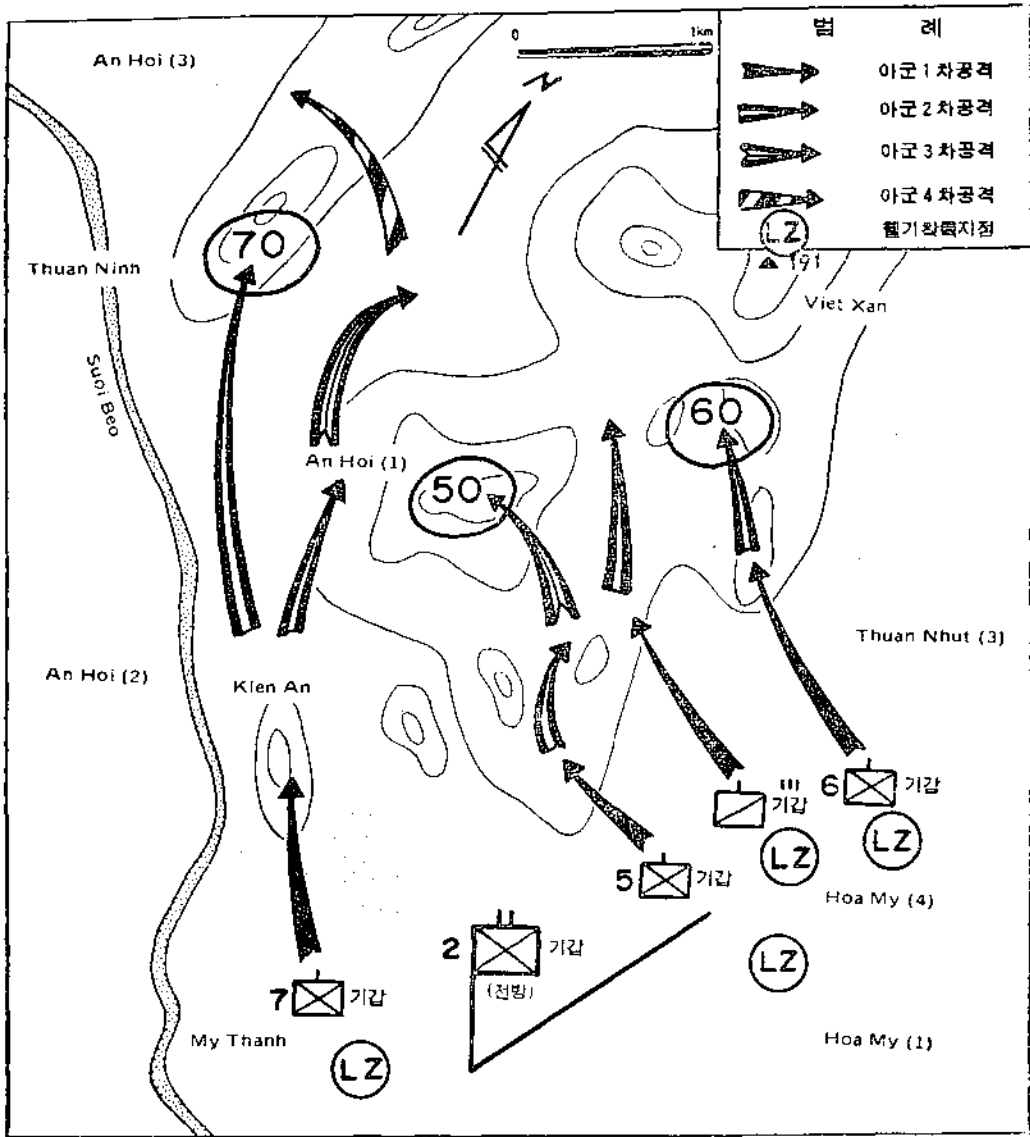 범 례
아군1차공격
아군2차공격
아군3차공격
아군4차공격
LZ 헬기착륙지점
0 1km
N
An Hoi (3)
70
Thuan Ninh
191
Viet Xan
Suoi Beo
60
An Hoi (1)
50
Thuan Nhut (3)
An Hoi (2)
Kien An
6 기갑
기갑
LZ
LZ
5 기갑
Hoa My (4)
2 기갑
(전방)
LZ
7 기갑
My Thanh
Hoa My (1)
LZ